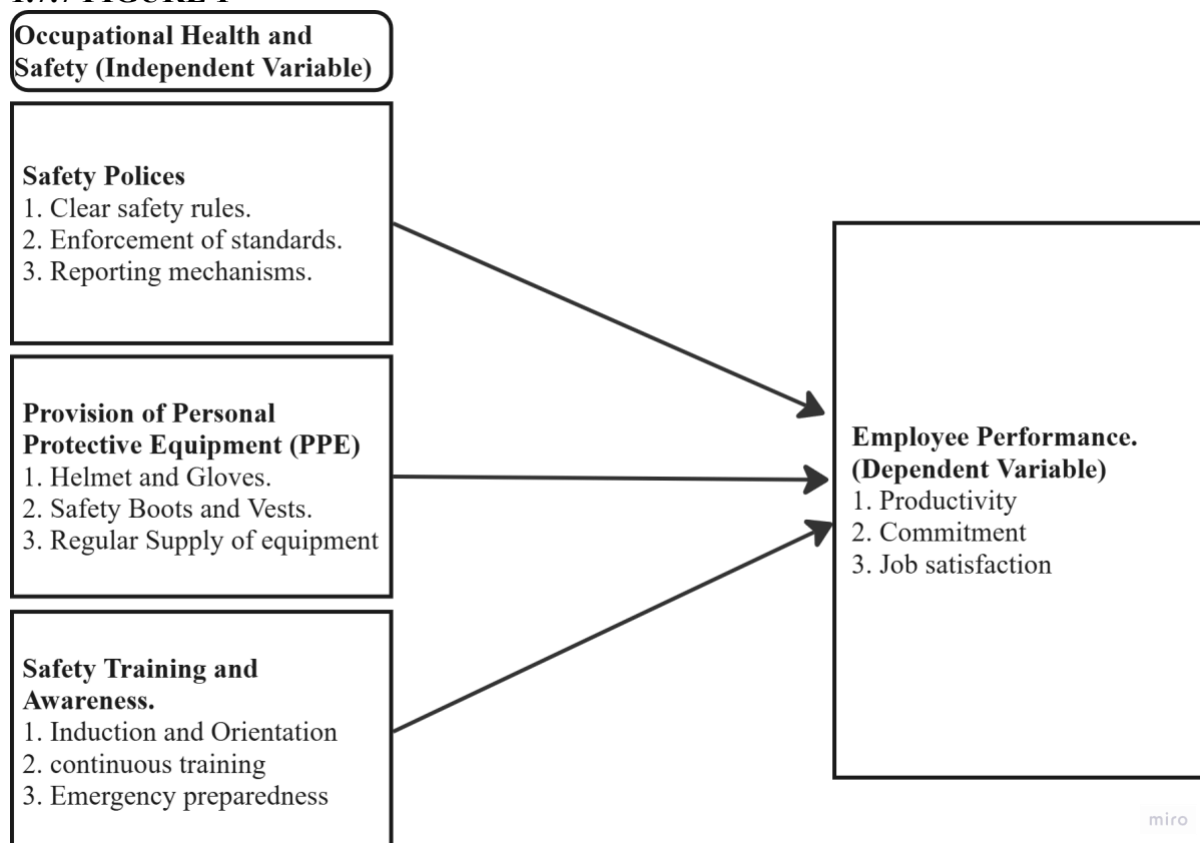 Occupational Health and
Safety (Independent Variable)
Safety Polices
1. Clear safety rules.
2. Enforcement of standards.
3. Reporting mechanisms.
Provision of Personal
Protective Equipment (PPE)
1. Helmet and Gloves.
2. Safety Boots and Vests.
3. Regular Supply of equipment
Safety Training and
Awareness.
1. Induction and Orientation
2. continuous training
3. Emergency preparedness
Employee Performance.
(Dependent Variable)
1. Productivity
2. Commitment
3. Job satisfaction
miro